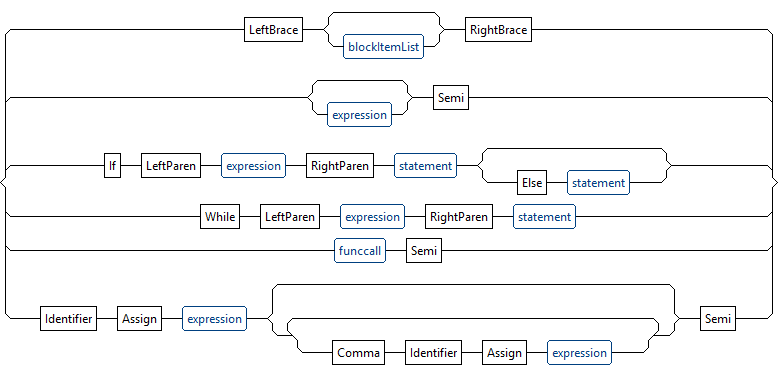 LeftBrace blockItemList RightBrace
expression Semi
If LeftParen expression RightParen statement Else statement
While LeftParen expression RightParen statement
funccall Semi
Identifier Assign expression Semi
Comma Identifier Assign expression